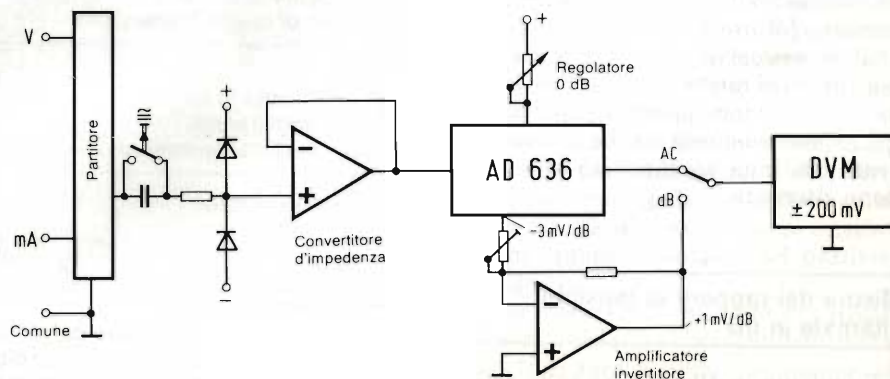 V
mA
Comune
Partitore
≅
+
−
−
+
Convertitore
d'impedenza
+
Regolatore
0 dB
AD 636
−3mV/dB
−
+
Amplificatore
invertitore
+1mV/dB
AC
dB
DVM
±200 mV